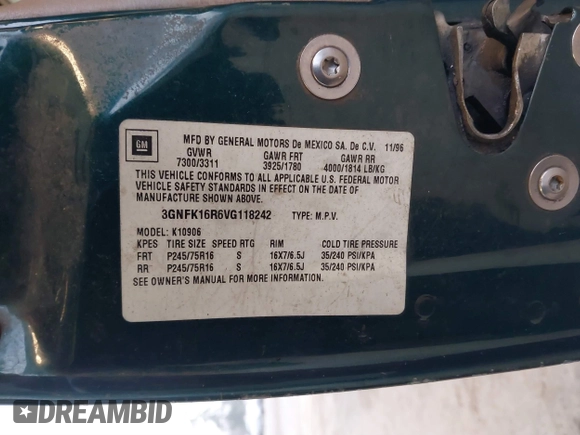 GM
MFD BY GENERAL MOTORS De MEXICO SA. De C.V. 11/96
GVWR GAWR FRT GAWR RR
7300/3311 3925/1780 4000/1814 LB/KG
THIS VEHICLE CONFORMS TO ALL APPLICABLE U.S. FEDERAL MOTOR
VEHICLE SAFETY STANDARDS IN EFFECT ON THE DATE OF
MANUFACTURE SHOWN ABOVE.
3GNFK16R6VG118242 TYPE: M.P.V.
MODEL: K10906
KPES TIRE SIZE SPEED RTG RIM COLD TIRE PRESSURE
FRT P245/75R16 S 16X7/6.5J 35/240 PSI/KPA
RR P245/75R16 S 16X7/6.5J 35/240 PSI/KPA
SEE OWNER'S MANUAL FOR MORE INFORMATION.
DREAMBID